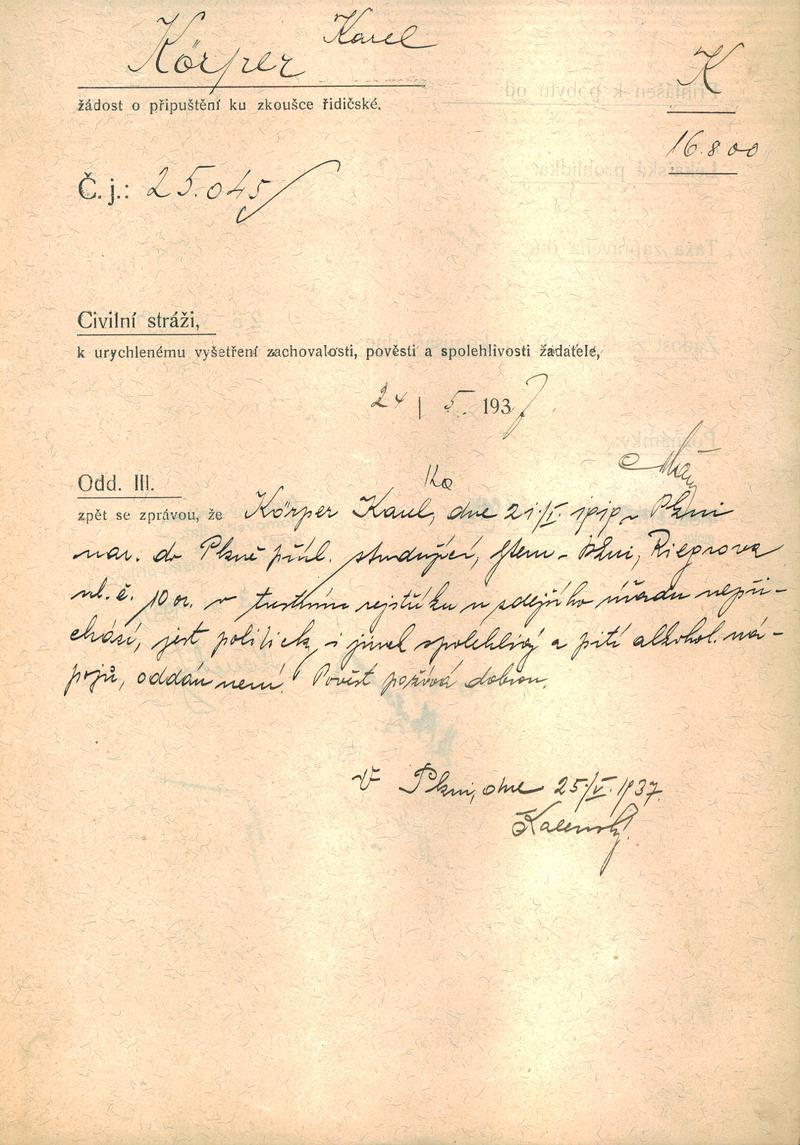 Körper Karel
žádost o připuštění ku zkoušce řidičské.
K
16.800
Č. j.: 25.045
Civilní stráži,
k urychlenému vyšetření zachovalosti, pověsti a spolehlivosti žadatele,
24 | 5. 1937.
Odd. III.
zpět se zprávou, že Körper Karel, dne 21./I. 1919 v Plzni
nar. do Plzně přísl. studující, bytem v Plzni, Riegrova
ul. č. 10 n. v trestním rejstříku u zdejšího úřadu nepři-
chází, jest politicky i jinak spolehlivý a pití alkohol. ná-
pojů, oddán není. Pověst požívá dobrou.
V Plzni, dne 25./V. 1937.